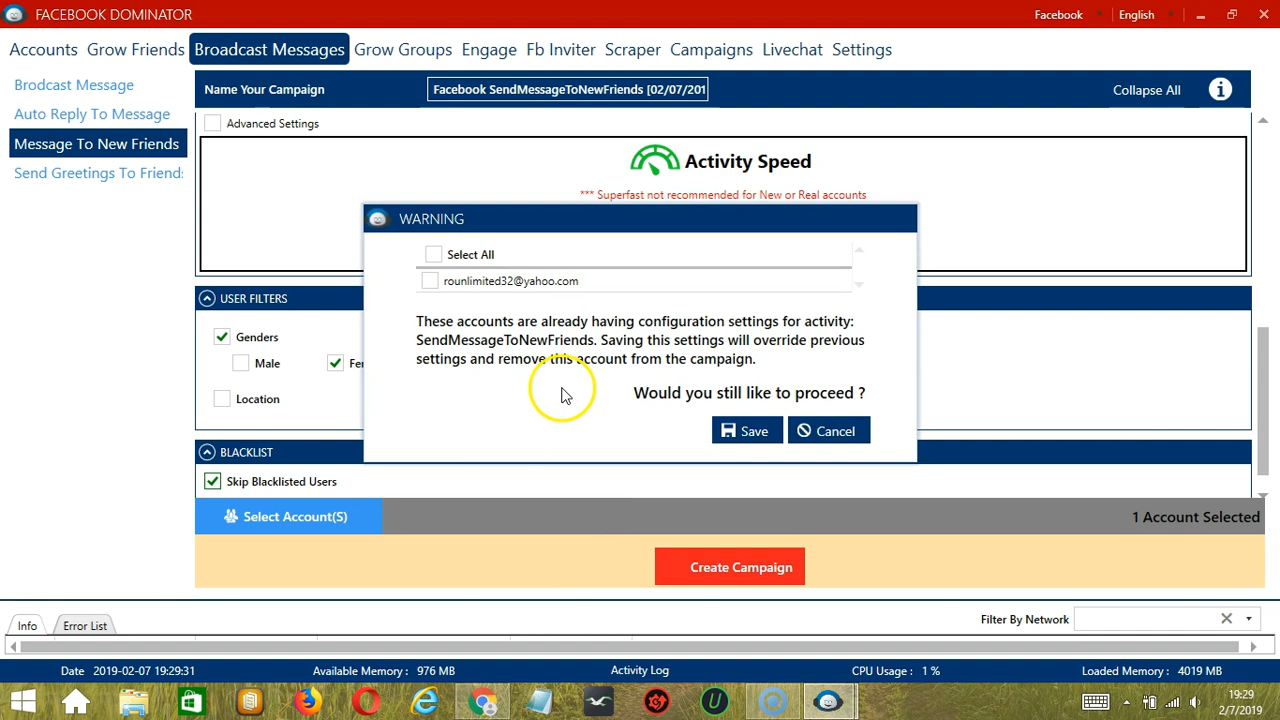 FACEBOOK DOMINATOR
Facebook
English
Accounts
Grow Friends
Broadcast Messages
Grow Groups
Engage
Fb Inviter
Scraper
Campaigns
Livechat
Settings
Brodcast Message
Auto Reply To Message
Message To New Friends
Send Greetings To Friends
Name Your Campaign
Facebook SendMessageToNewFriends [02/07/201
Collapse All
Advanced Settings
Activity Speed
*** Superfast not recommended for New or Real accounts
WARNING
Select All
rounlimited32@yahoo.com
These accounts are already having configuration settings for activity:
SendMessageToNewFriends. Saving this settings will override previous
settings and remove this account from the campaign.
Would you still like to proceed ?
Save
Cancel
USER FILTERS
Genders
Male
Fe
Location
BLACKLIST
Skip Blacklisted Users
Select Account(S)
1 Account Selected
Create Campaign
Info
Error List
Filter By Network
Date 2019-02-07 19:29:31
Available Memory : 976 MB
Activity Log
CPU Usage : 1 %
Loaded Memory : 4019 MB
19:29
2/7/2019